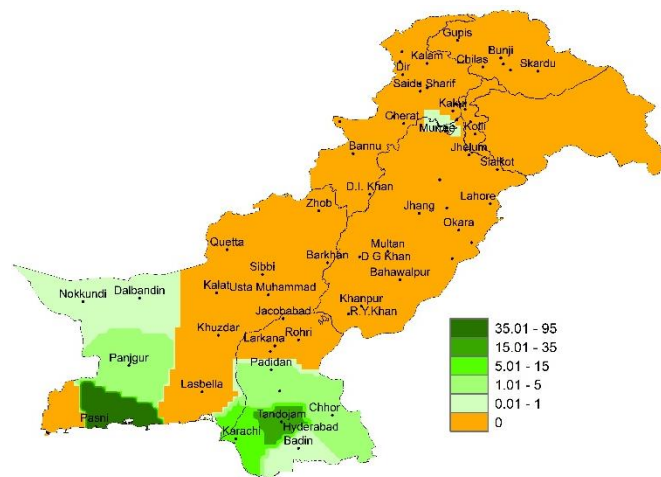 Gupis
Kalam
Chilas
Bunji
Skardu
Dir
Saidu Sharif
Kakul
Cherat
Murree
Kotli
Bannu
Jhelum
Sialkot
D.I. Khan
Zhob
Jhang
Lahore
Okara
Quetta
Multan
Barkhan
D G Khan
Sibbi
Bahawalpur
Dalbandin
Nokkundi
Kalat
Usta Muhammad
Khanpur
Jacobabad
R.Y.Khan
Khuzdar
Rohri
Larkana
Panjgur
Padidan
Lasbella
Pasni
Chhor
Tandojam
Hyderabad
Karachi
Badin
35.01 - 95
15.01 - 35
5.01 - 15
1.01 - 5
0.01 - 1
0